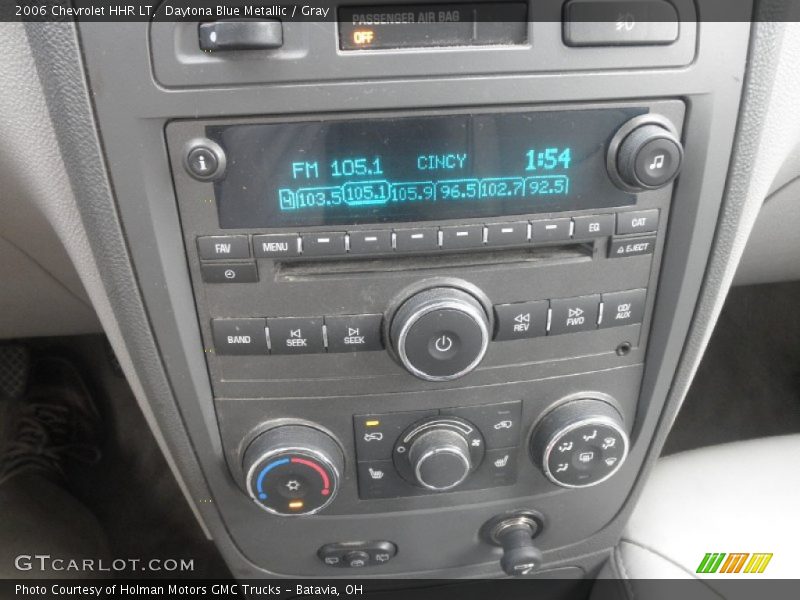 2006 Chevrolet HHR LT, Daytona Blue Metallic / Gray
PASSENGER AIR BAG
OFF
FM 105.1 CINCY 1:54
4 103.5 105.1 105.9 96.5 102.7 92.5
i
FAV MENU EQ CAT
EJECT
BAND SEEK SEEK REV FWD CD/AUX
GTCARLOT.COM
Photo Courtesy of Holman Motors GMC Trucks - Batavia, OH